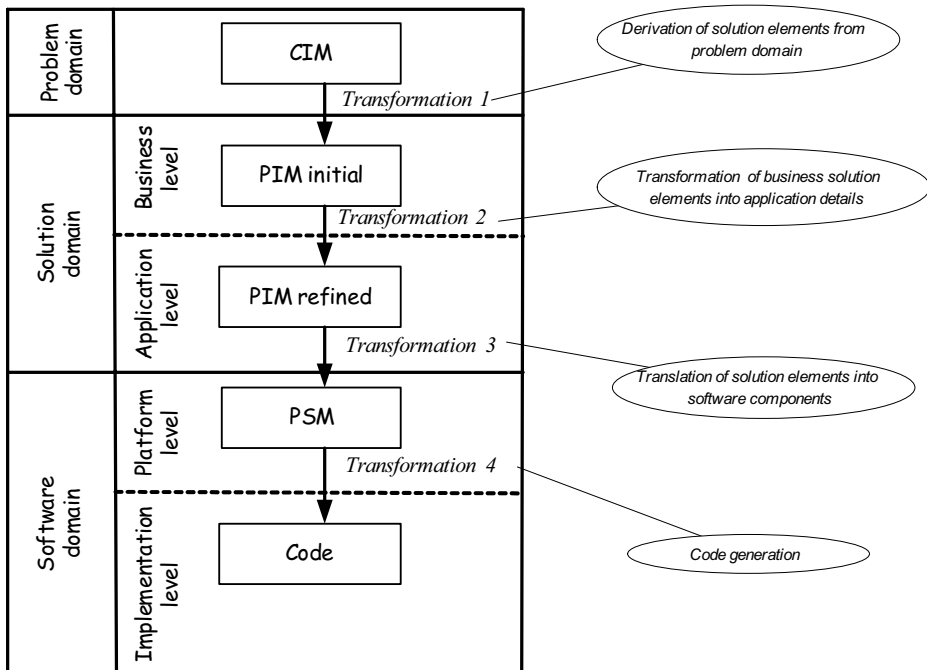 Problem
domain
CIM
Transformation 1
Derivation of solution elements from
problem domain
Solution
domain
Business
level
PIM initial
Transformation 2
Transformation of business solution
elements into application details
Application
level
PIM refined
Transformation 3
Translation of solution elements into
software components
Software
domain
Platform
level
PSM
Transformation 4
Code generation
Implementation
level
Code